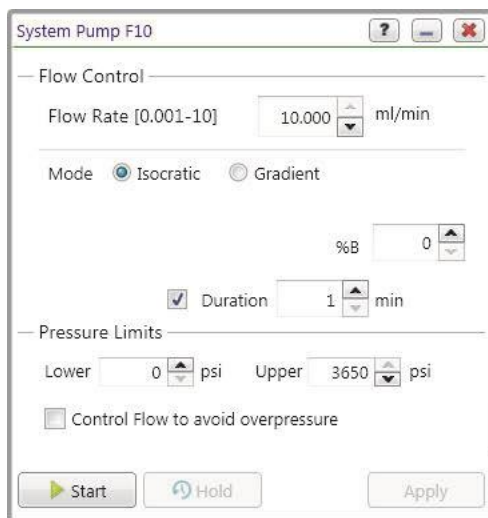 System Pump F10 ?
Flow Control
Flow Rate [0.001-10] 10.000 ml/min
Mode Isocratic Gradient
%B 0
Duration 1 min
Pressure Limits
Lower 0 psi Upper 3650 psi
Control Flow to avoid overpressure
Start Hold Apply